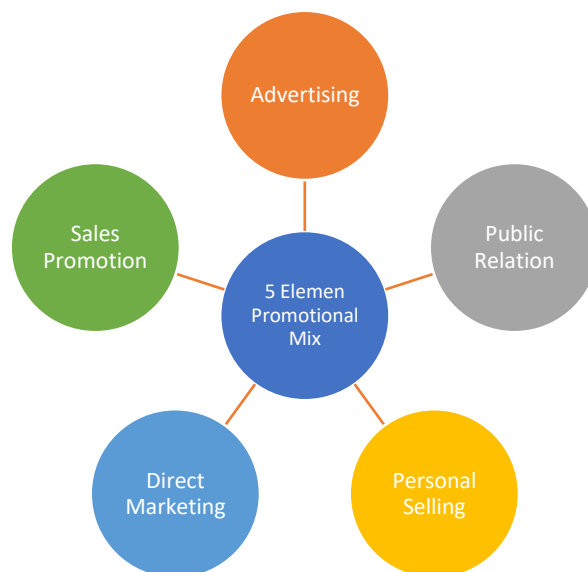 Advertising
Sales
Promotion
Public
Relation
5 Elemen
Promotional
Mix
Direct
Marketing
Personal
Selling